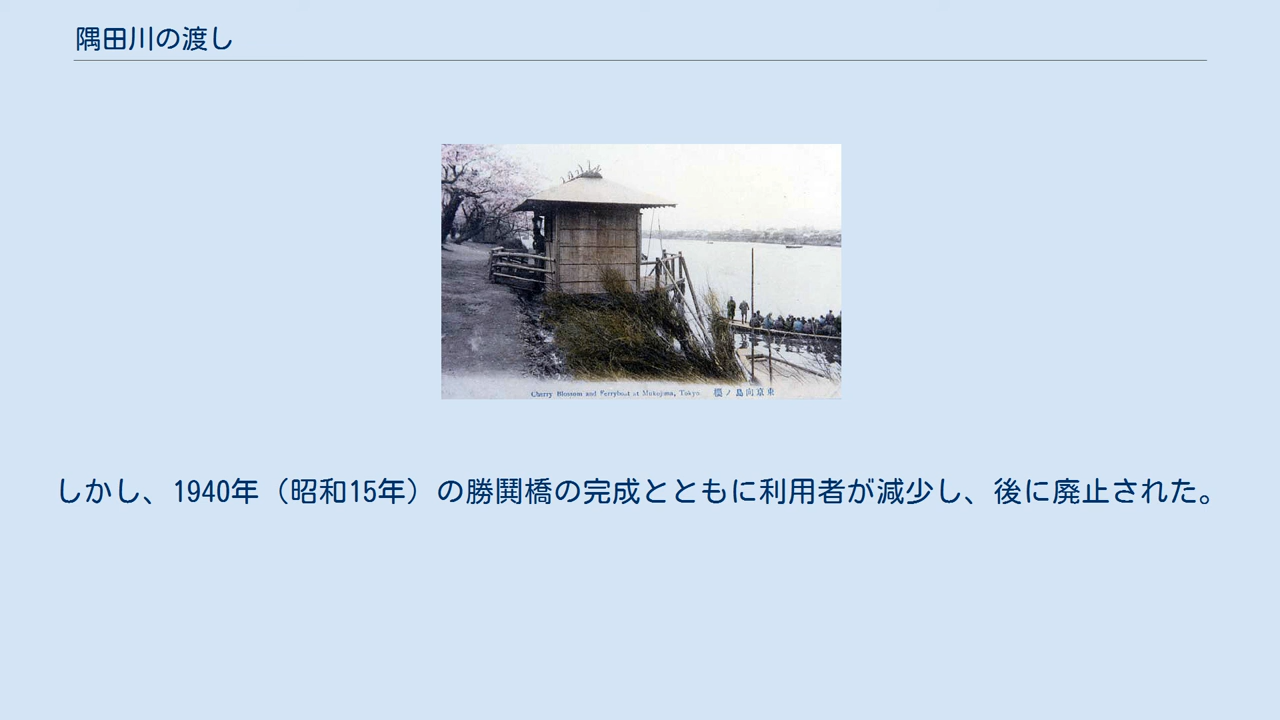 隅田川の渡し
Cherry Blossom and Ferryboat at Mukojima, Tokyo.
しかし、1940年（昭和15年）の勝鬨橋の完成とともに利用者が減少し、後に廃止された。